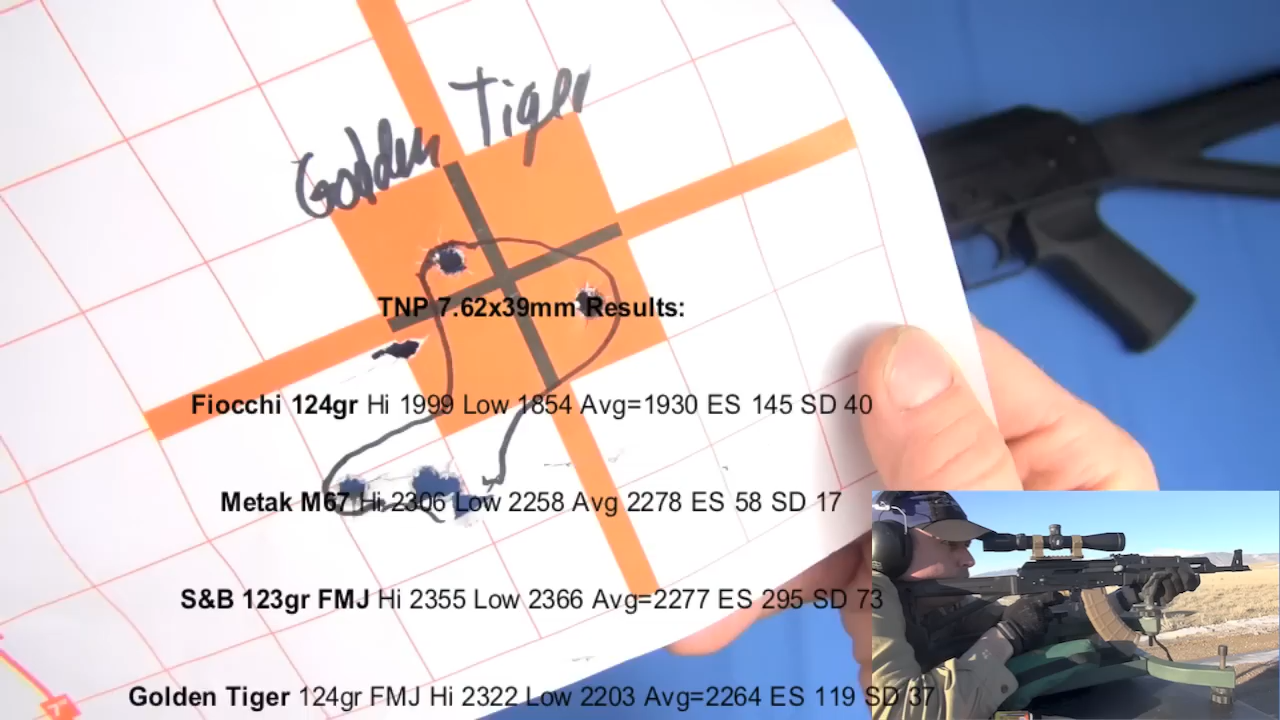 Golden Tiger
TNP 7.62x39mm Results:
Fiocchi 124gr Hi 1999 Low 1854 Avg=1930 ES 145 SD 40
Metak M67 Hi 2306 Low 2258 Avg 2278 ES 58 SD 17
S&B 123gr FMJ Hi 2355 Low 2366 Avg=2277 ES 295 SD 73
Golden Tiger 124gr FMJ Hi 2322 Low 2203 Avg=2264 ES 119 SD 37